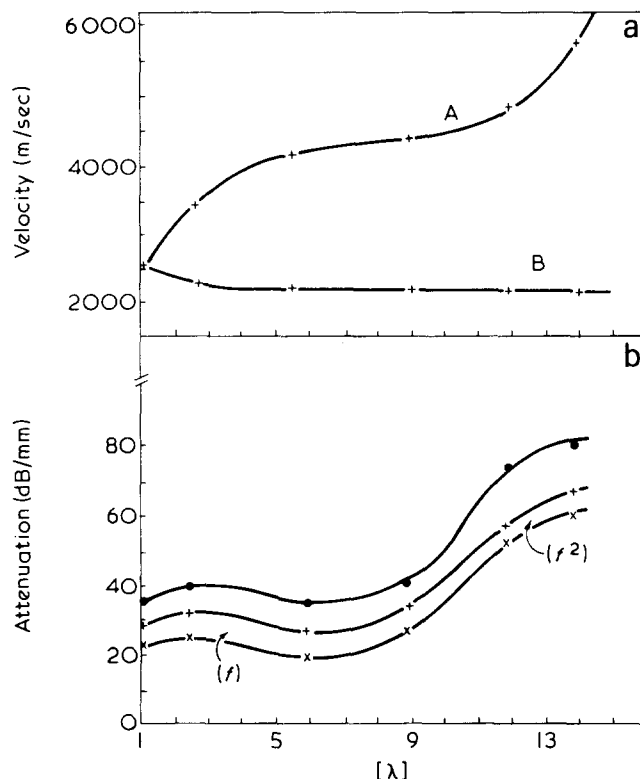 a
6000
4000
2000
Velocity (m/sec)
A
B
b
80
60
40
20
0
Attenuation (dB/mm)
(f)
(f²)
1
5
9
13
[λ]